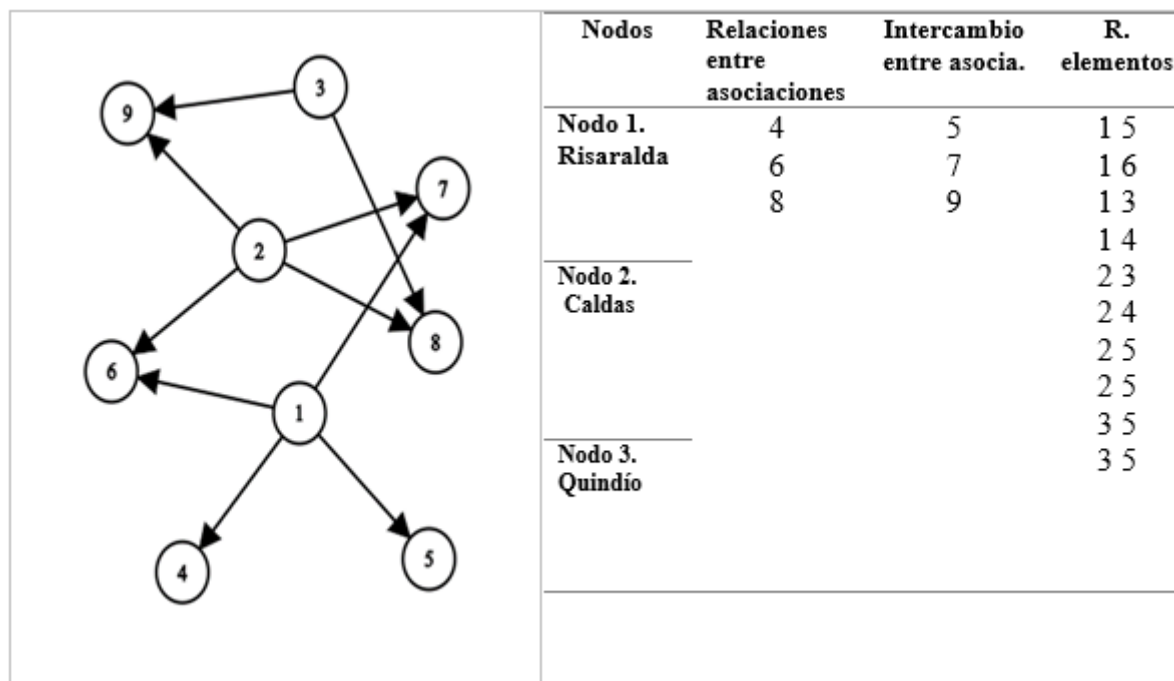 3
9
7
2
8
6
1
4
5
Nodos Relaciones entre asociaciones Intercambio entre asocia. R. elementos
Nodo 1. Risaralda
4 5 1 5
6 7 1 6
8 9 1 3
1 4
Nodo 2. Caldas
2 3
2 4
2 5
2 5
3 5
Nodo 3. Quindío
3 5